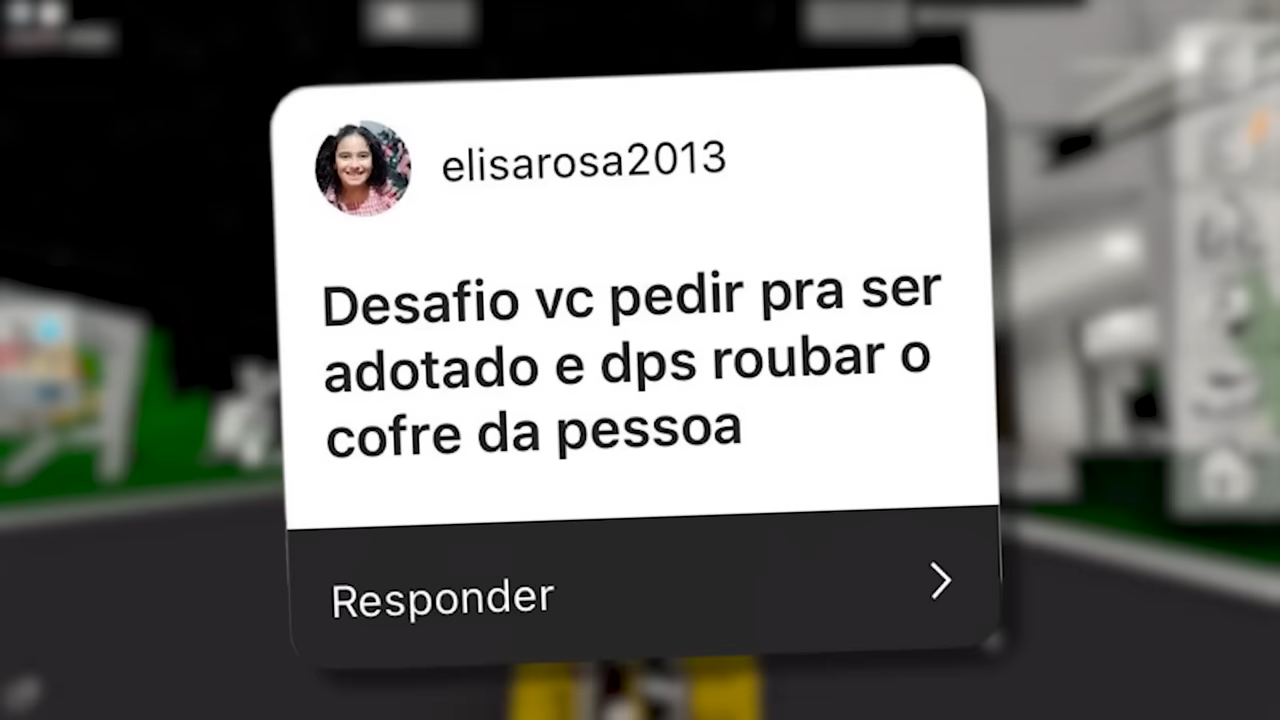 elisarosa2013
Desafio vc pedir pra ser
adotado e dps roubar o
cofre da pessoa
Responder